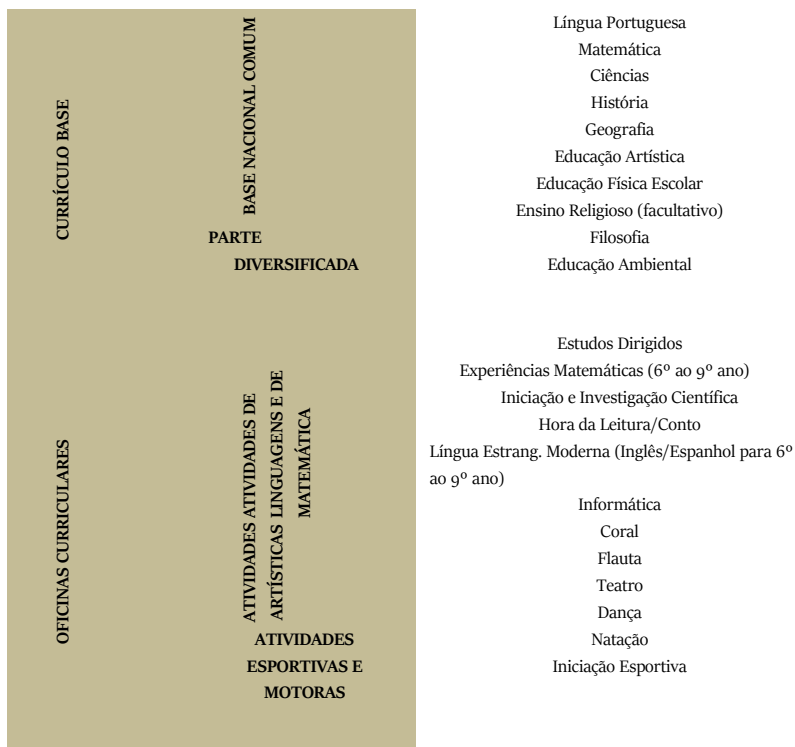 CURRÍCULO BASE
BASE NACIONAL COMUM
Língua Portuguesa
Matemática
Ciências
História
Geografia
Educação Artística
Educação Física Escolar
Ensino Religioso (facultativo)
PARTE
DIVERSIFICADA
Filosofia
Educação Ambiental
OFICINAS CURRICULARES
ATIVIDADES ATIVIDADES DE
ARTÍSTICAS LINGUAGENS E DE
MATEMÁTICA
Estudos Dirigidos
Experiências Matemáticas (6º ao 9º ano)
Iniciação e Investigação Científica
Hora da Leitura/Conto
Língua Estrang. Moderna (Inglês/Espanhol para 6º
ao 9º ano)
Informática
Coral
Flauta
Teatro
Dança
ATIVIDADES
ESPORTIVAS E
MOTORAS
Natação
Iniciação Esportiva